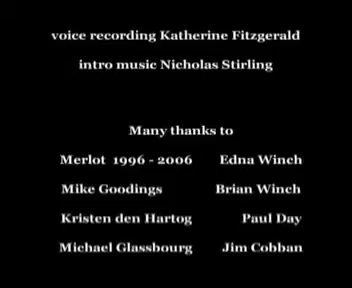 voice recording Katherine Fitzgerald
intro music Nicholas Stirling
Many thanks to
Merlot 1996 - 2006 Edna Winch
Mike Goodings Brian Winch
Kristen den Hartog Paul Day
Michael Glassbourg Jim Cobban